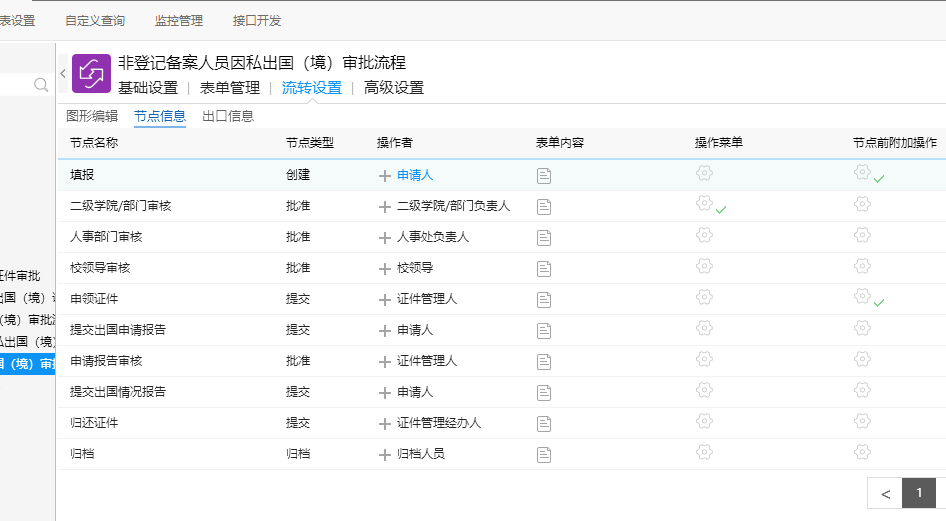 表设置 自定义查询 监控管理 接口开发
非登记备案人员因私出国（境）审批流程
基础设置 | 表单管理 | 流转设置 | 高级设置
图形编辑 节点信息 出口信息
节点名称 节点类型 操作者 表单内容 操作菜单 节点前附加操作
填报 创建 申请人
二级学院/部门审核 批准 二级学院/部门负责人
人事部门审核 批准 人事处负责人
校领导审核 批准 校领导
申领证件 提交 证件管理人
提交出国申请报告 提交 申请人
申请报告审核 批准 证件管理人
提交出国情况报告 提交 申请人
归还证件 提交 证件管理经办人
归档 归档 归档人员
证件审批
出国（境）
（境）审批
私出国（境）
国（境）审批
< 1